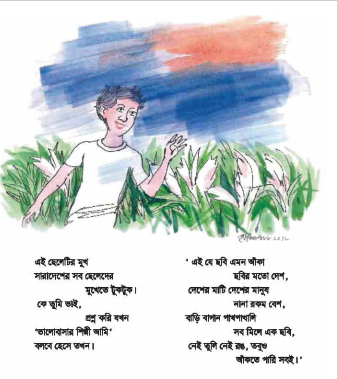 এই ছেলেটির মুখ
সারাদেশের সব ছেলেদের
মুখেতে টুকটুক।
কে তুমি ভাই,
প্রশ্ন করি যখন
'ভালোবাসার শিল্পী আমি'
বলবে হেসে তখন।
' এই যে ছবি এমন আঁকা
ছবির মতো দেশ,
দেশের মাটি দেশের মানুষ
নানা রকম বেশ,
বাড়ি বাগান পাখপাখালি
সব মিলে এক ছবি,
নেই তুলি নেই রঙ, তবুও
আঁকতে পারি সবই।'